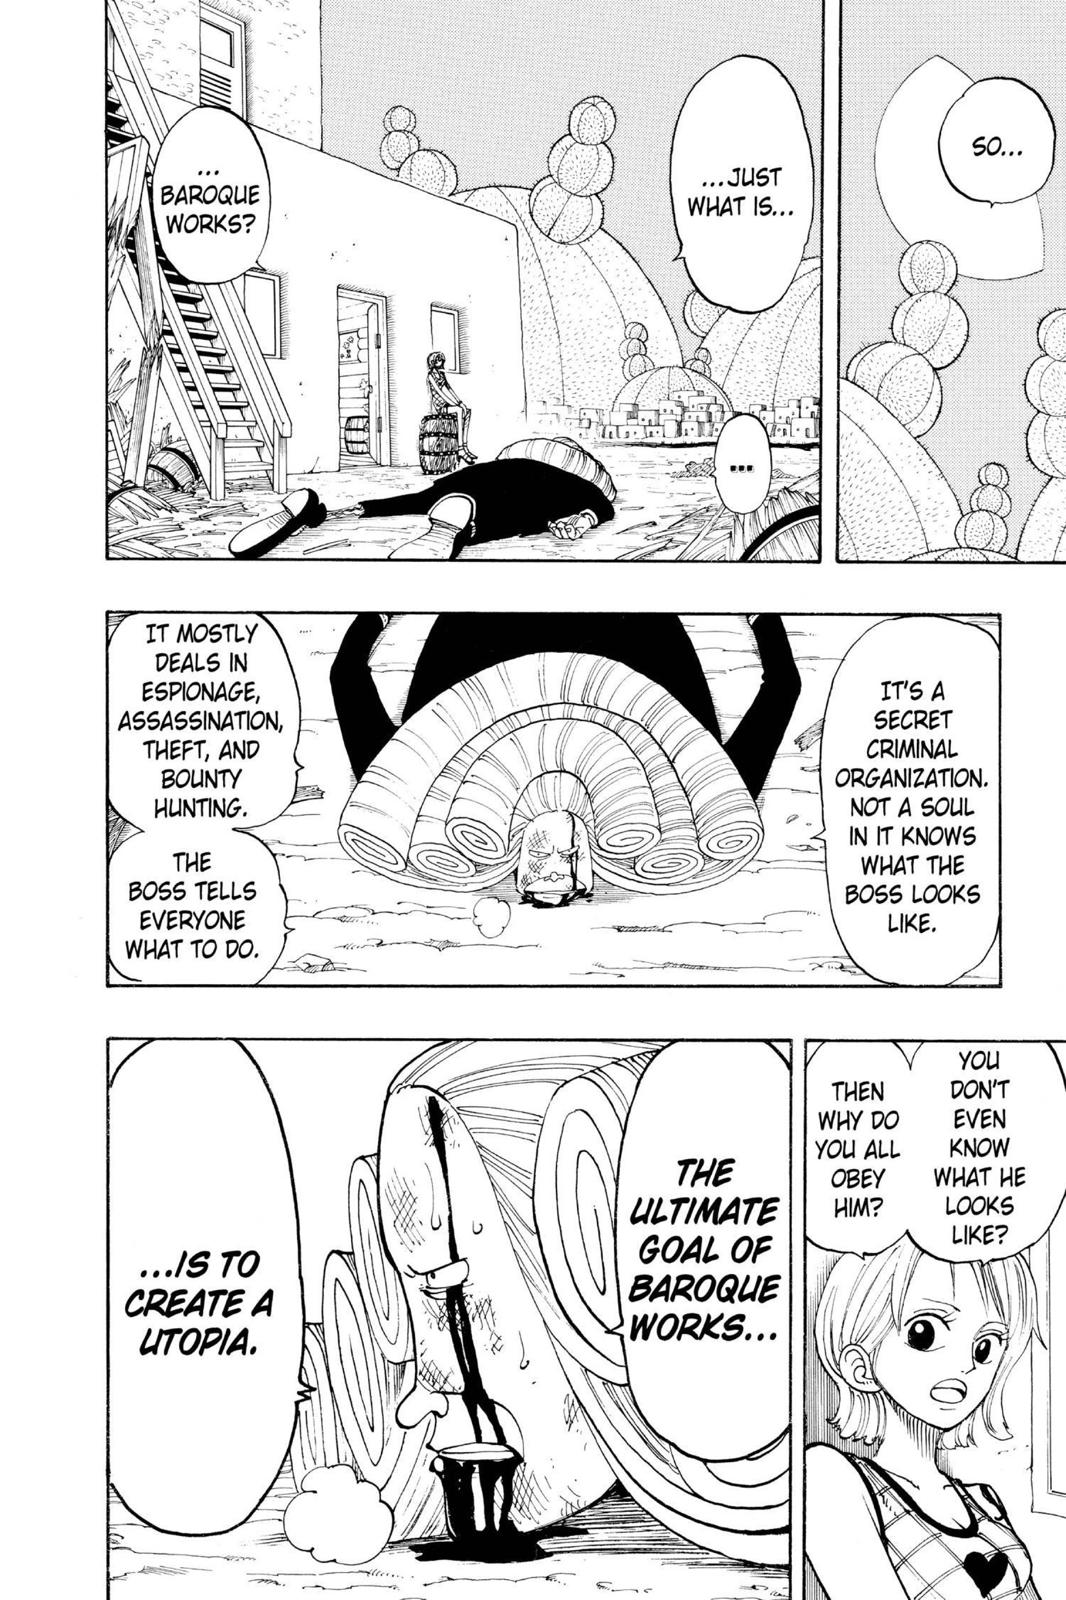 SO...
...JUST
WHAT IS...
...
BAROQUE
WORKS?
...
IT'S A
SECRET
CRIMINAL
ORGANIZATION.
NOT A SOUL
IN IT KNOWS
WHAT THE
BOSS LOOKS
LIKE.
IT MOSTLY
DEALS IN
ESPIONAGE,
ASSASSINATION,
THEFT, AND
BOUNTY
HUNTING.
THE
BOSS TELLS
EVERYONE
WHAT TO DO.
YOU
DON'T
EVEN
KNOW
WHAT HE
LOOKS
LIKE?
THEN
WHY DO
YOU ALL
OBEY
HIM?
THE
ULTIMATE
GOAL OF
BAROQUE
WORKS...
...IS TO
CREATE A
UTOPIA.